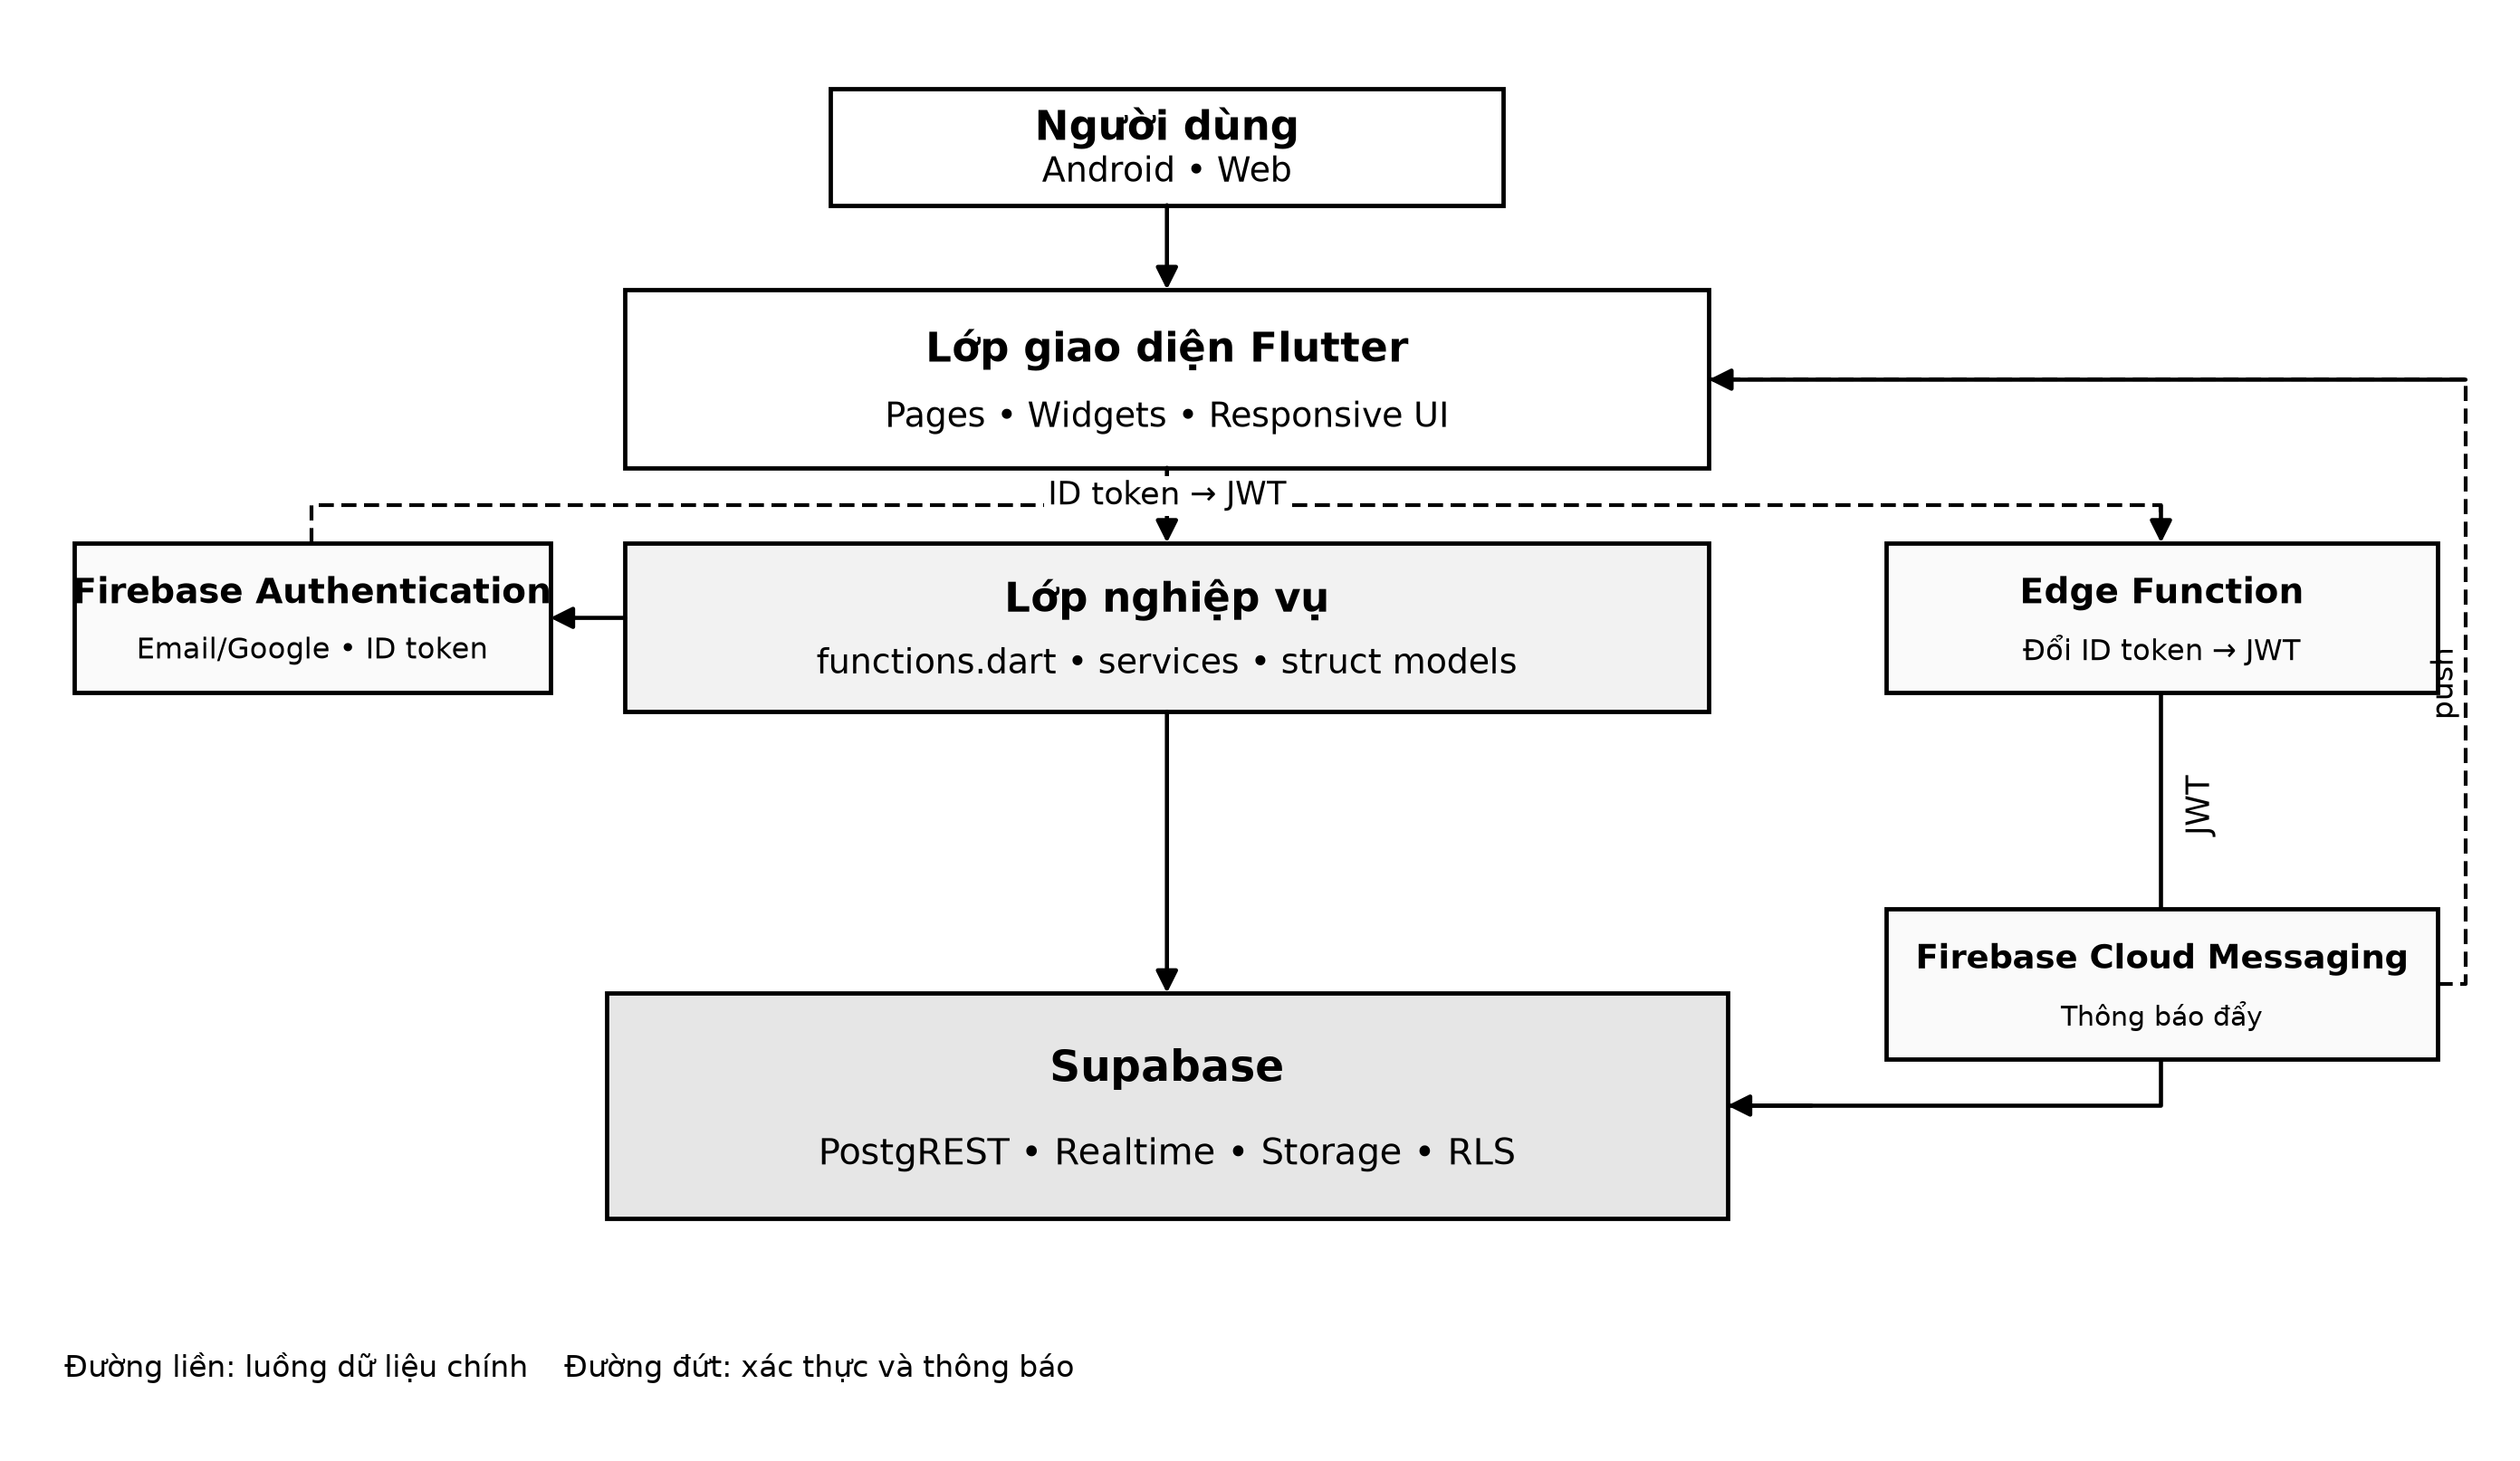 Người dùng
Android • Web
Lớp giao diện Flutter
Pages • Widgets • Responsive UI
ID token → JWT
Firebase Authentication
Email/Google • ID token
Lớp nghiệp vụ
functions.dart • services • struct models
Edge Function
Đổi ID token → JWT
push
JWT
Firebase Cloud Messaging
Thông báo đẩy
Supabase
PostgREST • Realtime • Storage • RLS
Đường liền: luồng dữ liệu chính    Đường đứt: xác thực và thông báo